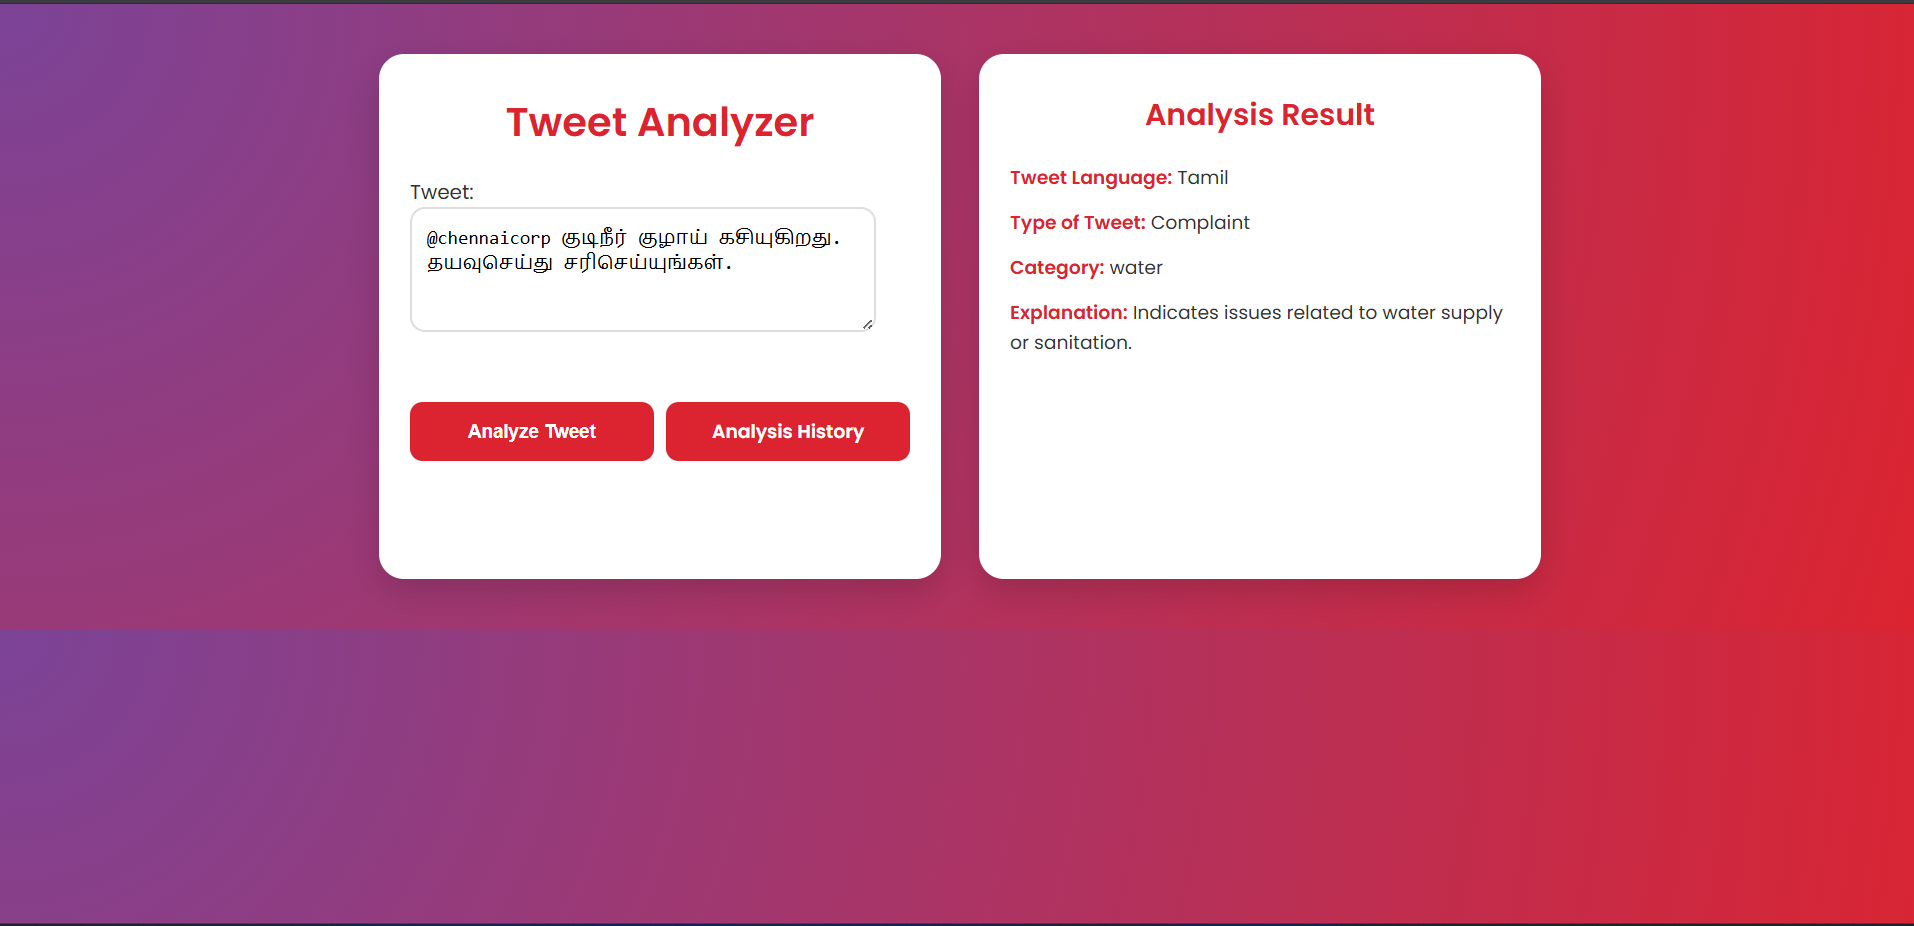 Tweet Analyzer
Tweet:
@chennaicorp குடிநீர் குழாய் கசியுகிறது.
தயவுசெய்து சரிசெய்யுங்கள்.
Analyze Tweet
Analysis History
Analysis Result
Tweet Language: Tamil
Type of Tweet: Complaint
Category: water
Explanation: Indicates issues related to water supply
or sanitation.